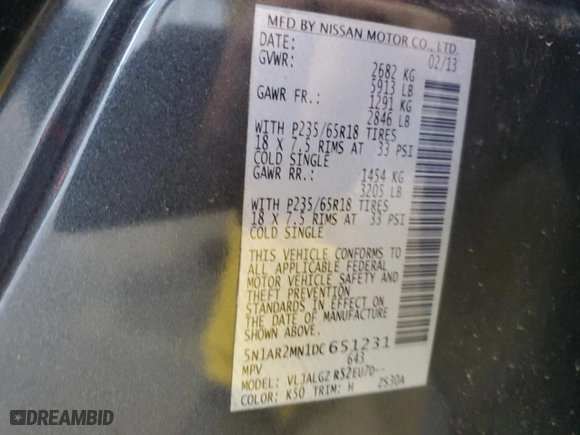 MFD BY NISSAN MOTOR CO., LTD.
DATE: 02/13
GVWR: 2682 KG
5913 LB
GAWR FR.: 1291 KG
2846 LB
WITH P235/65R18 TIRES
18 X 7.5 RIMS AT 33 PSI
COLD SINGLE
GAWR RR.: 1454 KG
3205 LB
WITH P235/65R18 TIRES
18 X 7.5 RIMS AT 33 PSI
COLD SINGLE
THIS VEHICLE CONFORMS TO
ALL APPLICABLE FEDERAL
MOTOR VEHICLE SAFETY AND
THEFT PREVENTION
STANDARDS IN EFFECT ON
THE DATE OF MANUFACTURE
SHOWN ABOVE.
5N1AR2MN1DC651231
MPV 643
MODEL: VLJALGZ R52EU7D--
COLOR: K50 TRIM: H 2S30A
DREAMBID